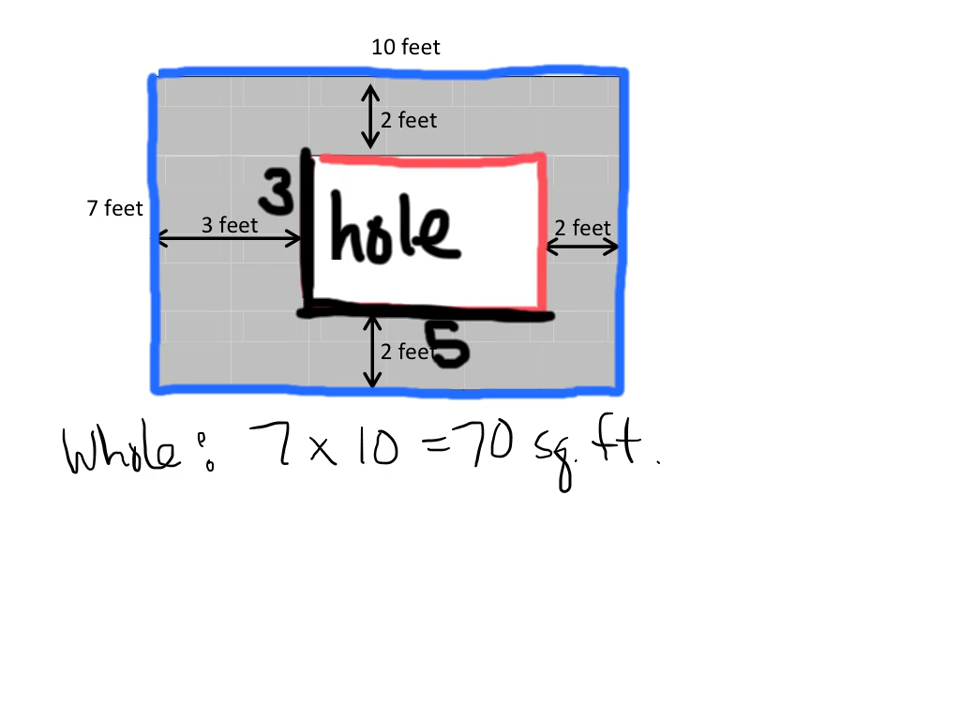 10 feet
2 feet
3
7 feet
3 feet
hole
2 feet
2 feet
5
Whole: 7 x 10 = 70 sq. ft.